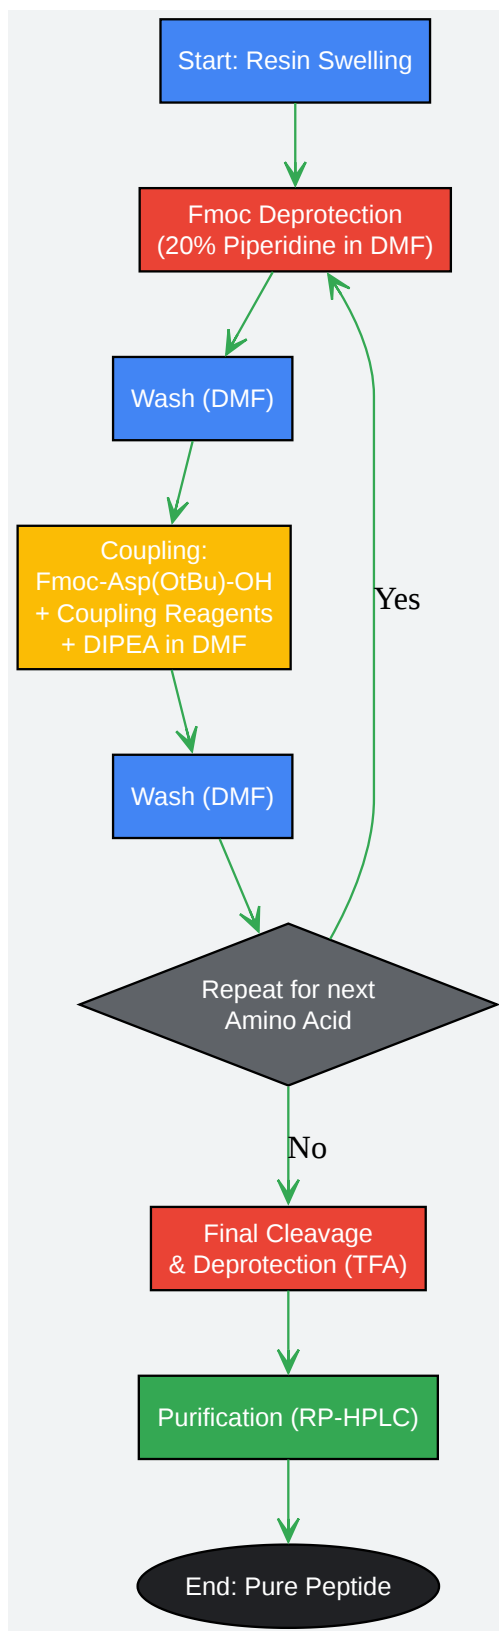 Start: Resin Swelling
Fmoc Deprotection
(20% Piperidine in DMF)
Wash (DMF)
Coupling:
Fmoc-Asp(OtBu)-OH
+ Coupling Reagents
+ DIPEA in DMF
Yes
Wash (DMF)
Repeat for next
Amino Acid
No
Final Cleavage
& Deprotection (TFA)
Purification (RP-HPLC)
End: Pure Peptide